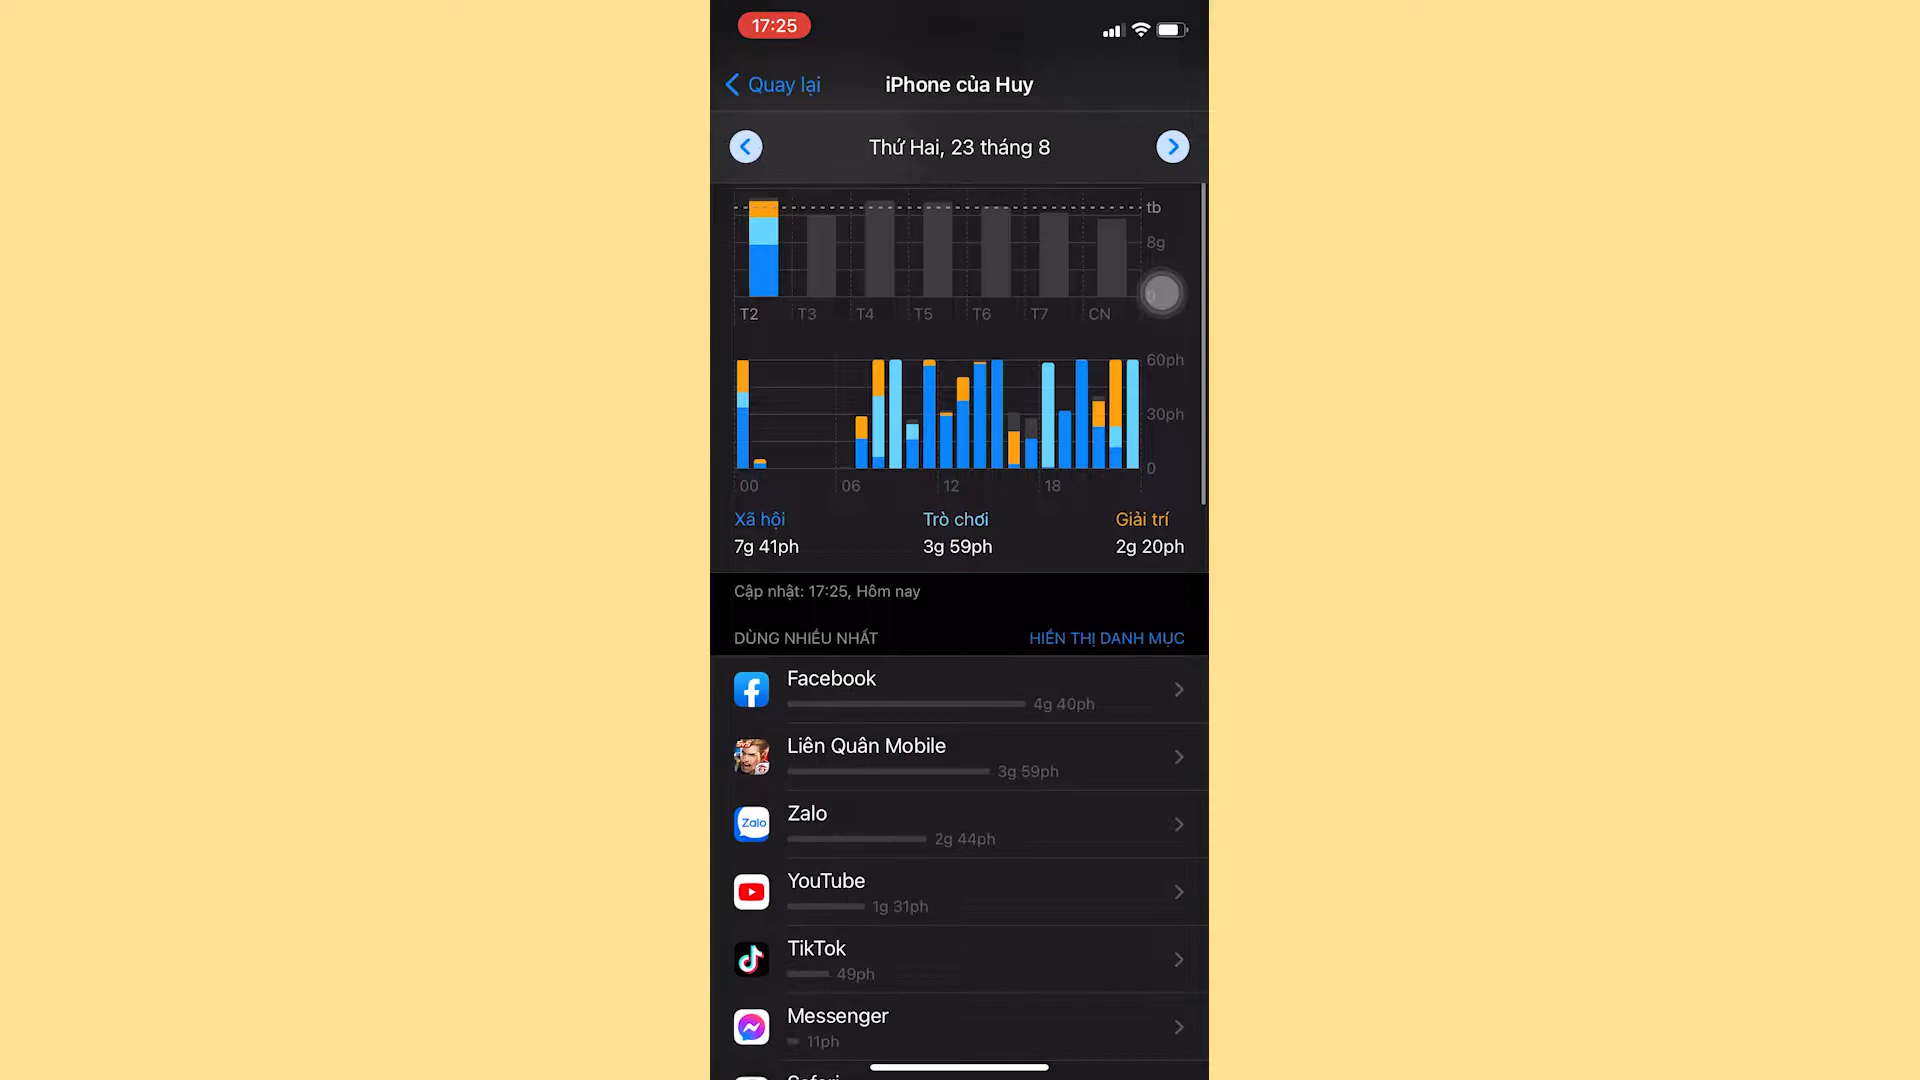 17:25
Quay lại
iPhone của Huy
Thứ Hai, 23 tháng 8
tb
8g
0
T2 T3 T4 T5 T6 T7 CN
60ph
30ph
0
00 06 12 18
Xã hội Trò chơi Giải trí
7g 41ph 3g 59ph 2g 20ph
Cập nhật: 17:25, Hôm nay
DÙNG NHIỀU NHẤT HIỂN THỊ DANH MỤC
Facebook
4g 40ph
Liên Quân Mobile
3g 59ph
Zalo
Zalo
2g 44ph
YouTube
1g 31ph
TikTok
49ph
Messenger
11ph